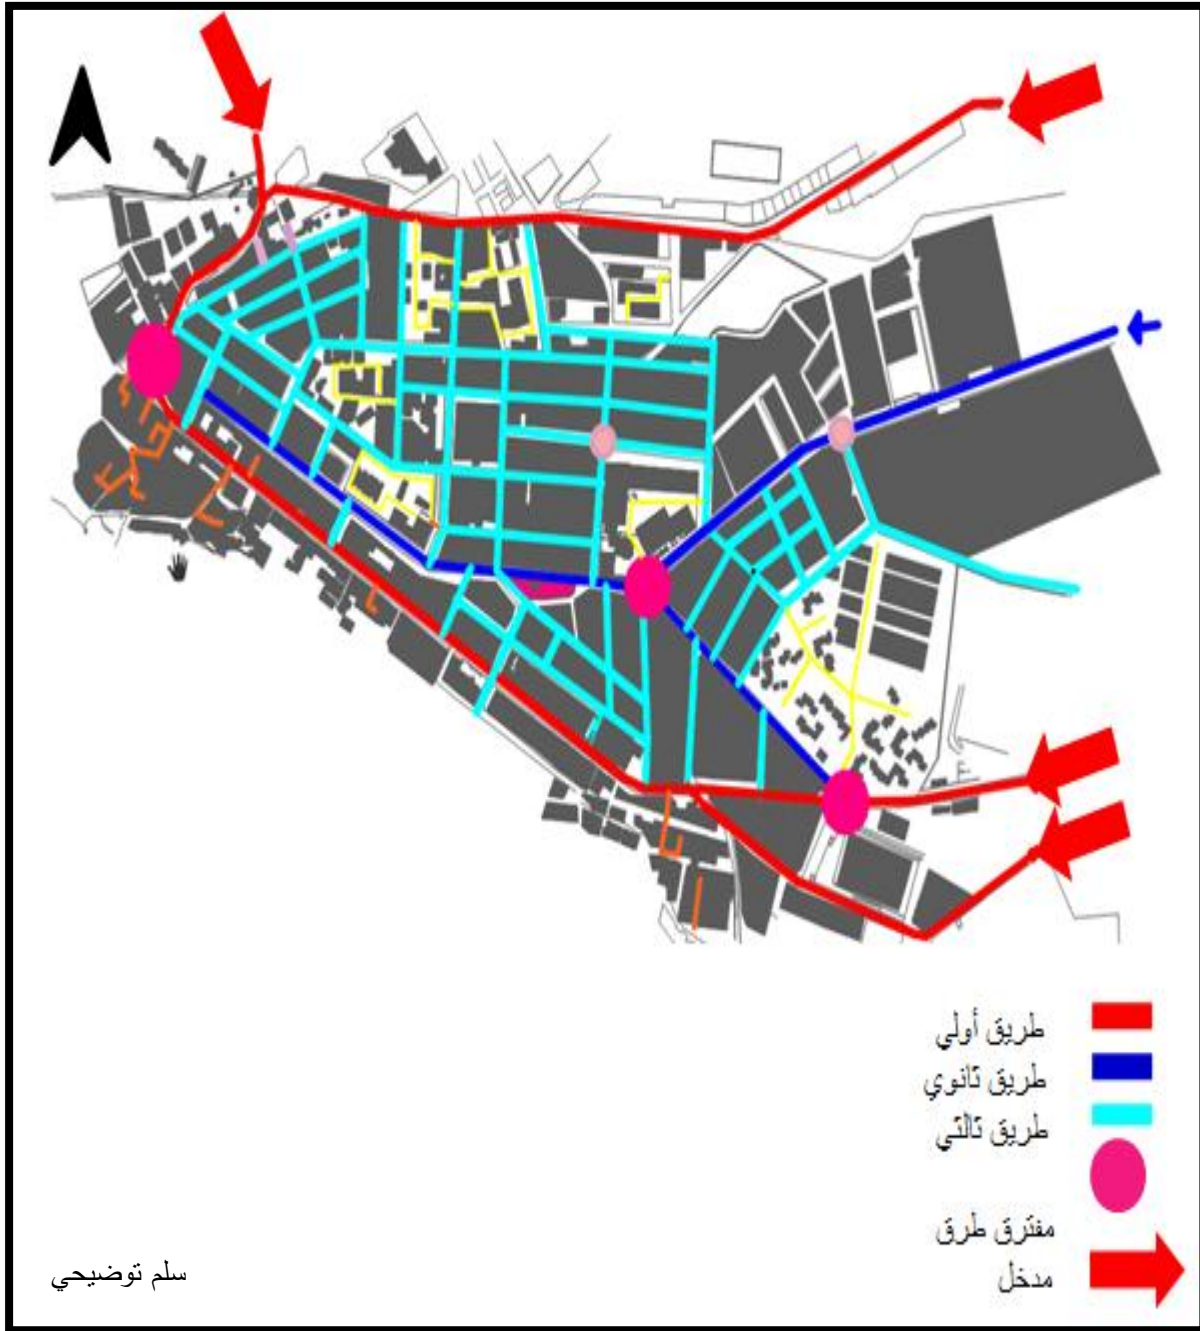 طريق أولي
طريق ثانوي
طريق ثالثي
مفترق طرق
مدخل
سلم توضيحي